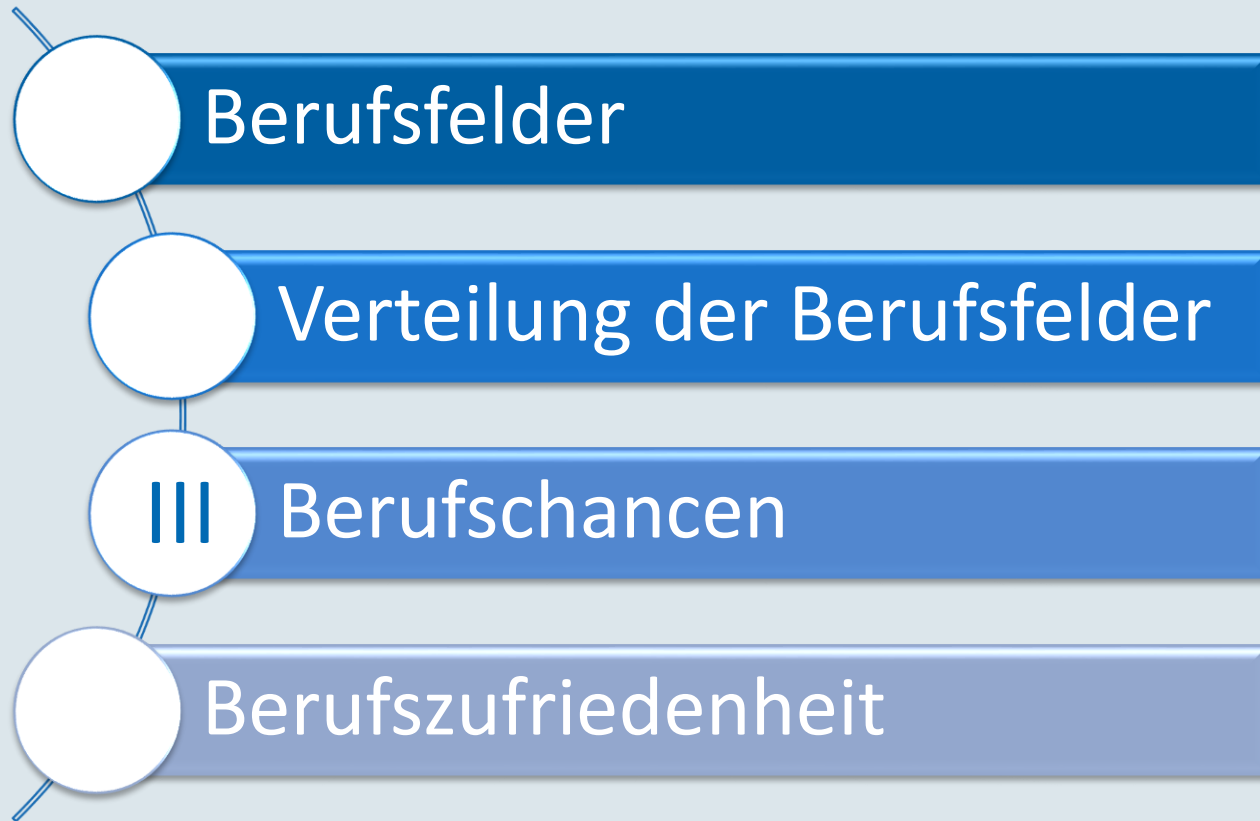 Berufsfelder
Verteilung der Berufsfelder
III Berufschancen
Berufszufriedenheit